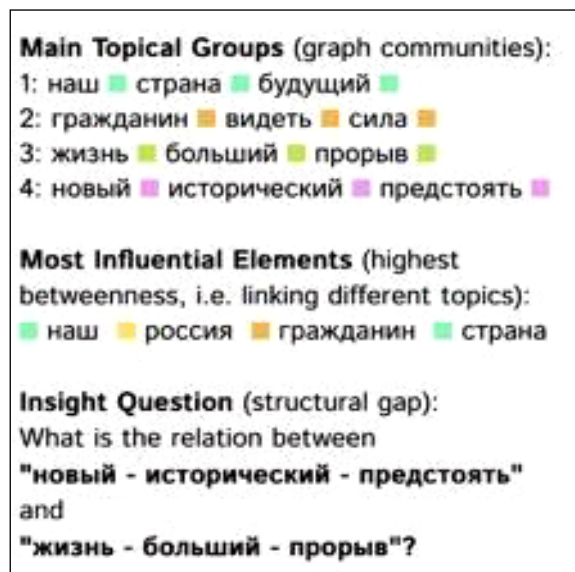 Main Topical Groups (graph communities):
1: наш страна будущий
2: гражданин видеть сила
3: жизнь больший прорыв
4: новый исторический предстоять
Most Influential Elements (highest
betweenness, i.e. linking different topics):
наш россия гражданин страна
Insight Question (structural gap):
What is the relation between
"новый - исторический - предстоять"
and
"жизнь - больший - прорыв"?